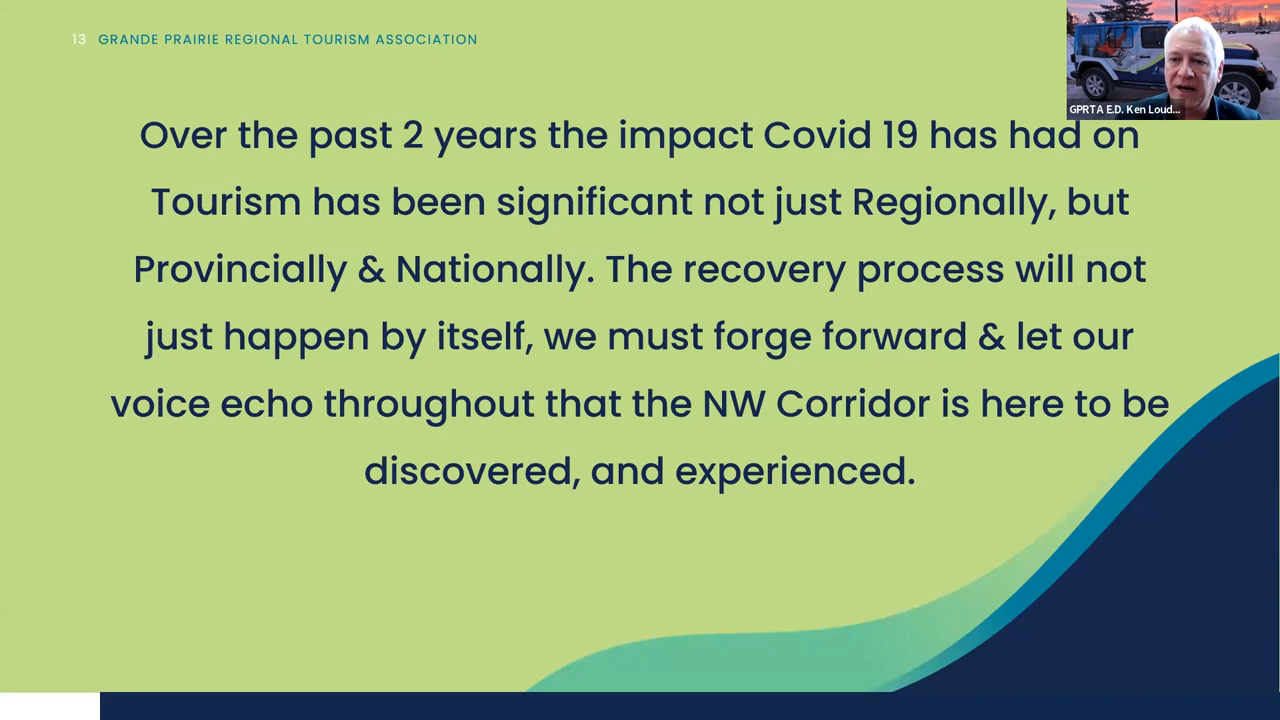 13 GRANDE PRAIRIE REGIONAL TOURISM ASSOCIATION
GPRTA E.D. Ken Loud...
Over the past 2 years the impact Covid 19 has had on
Tourism has been significant not just Regionally, but
Provincially & Nationally. The recovery process will not
just happen by itself, we must forge forward & let our
voice echo throughout that the NW Corridor is here to be
discovered, and experienced.